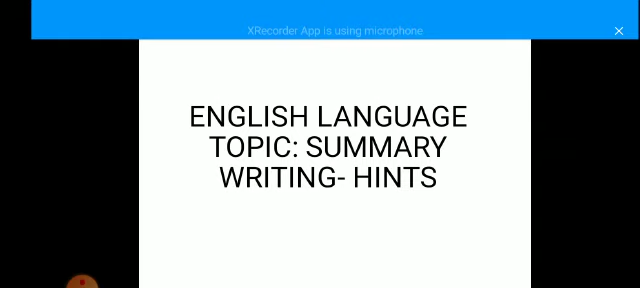 XRecorder App is using microphone
ENGLISH LANGUAGE
TOPIC: SUMMARY
WRITING- HINTS